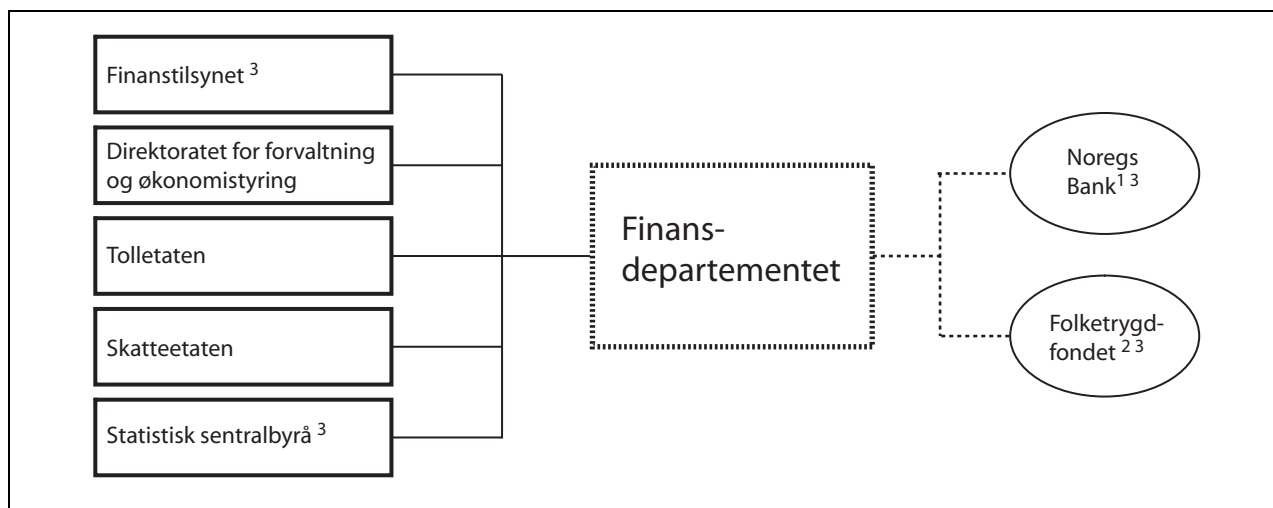 Finanstilsynet ³
Direktoratet for forvaltning
og økonomistyring
Tolletaten
Skatteetaten
Statistisk sentralbyrå ³
Finans-
departementet
Noregs
Bank¹ ³
Folketrygd-
fondet ² ³